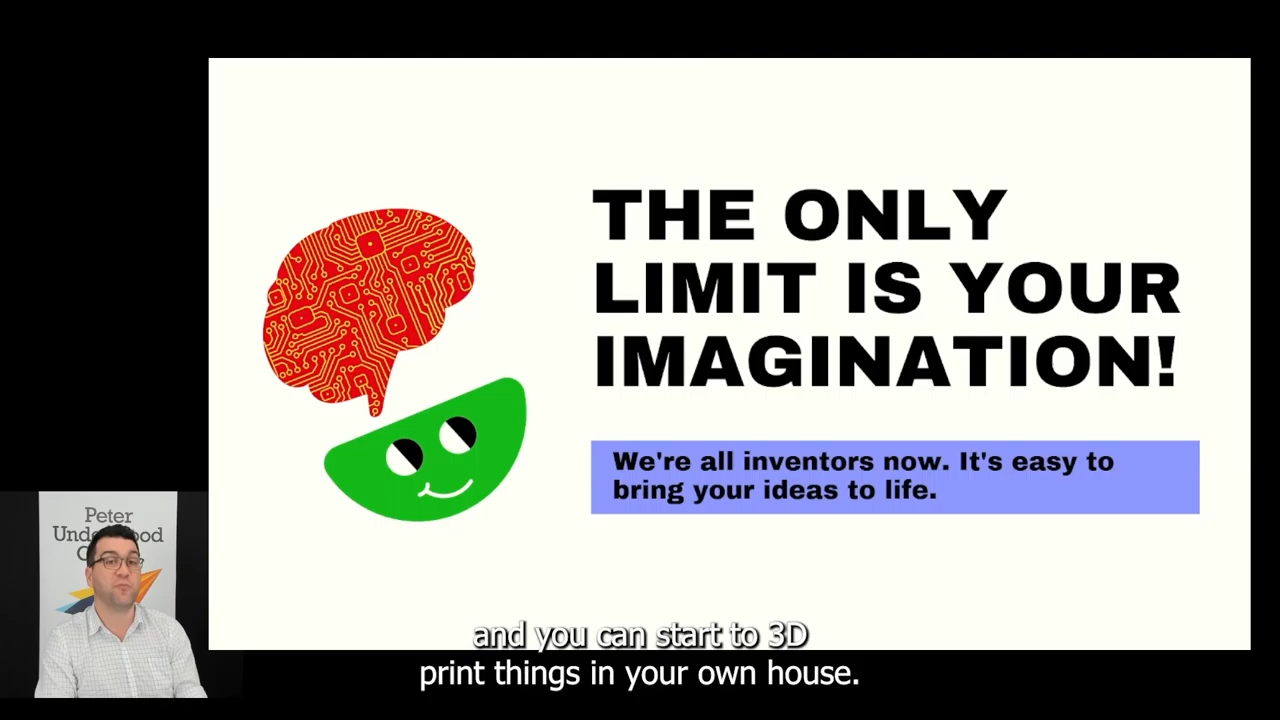 THE ONLY
LIMIT IS YOUR
IMAGINATION!
We're all inventors now. It's easy to
bring your ideas to life.
Peter
and you can start to 3D
print things in your own house.